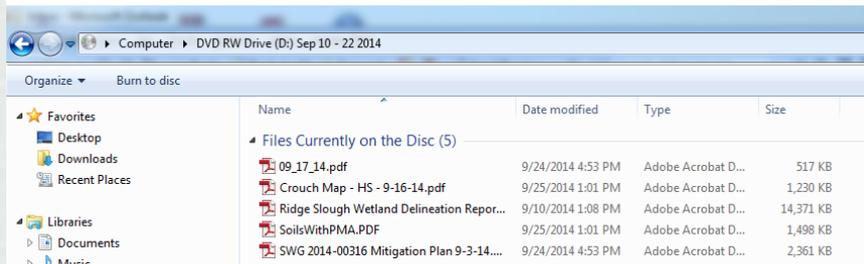 Computer ▸ DVD RW Drive (D:) Sep 10 - 22 2014
Organize Burn to disc
Name Date modified Type Size
Favorites
Desktop
Downloads
Recent Places
Libraries
Documents
Music
Files Currently on the Disc (5)
09_17_14.pdf 9/24/2014 4:53 PM Adobe Acrobat D... 517 KB
Crouch Map - HS - 9-16-14.pdf 9/25/2014 1:01 PM Adobe Acrobat D... 1,230 KB
Ridge Slough Wetland Delineation Repor... 9/10/2014 1:08 PM Adobe Acrobat D... 14,371 KB
SoilsWithPMA.PDF 9/25/2014 1:01 PM Adobe Acrobat D... 1,498 KB
SWG 2014-00316 Mitigation Plan 9-3-14.... 9/24/2014 4:53 PM Adobe Acrobat D... 2,361 KB